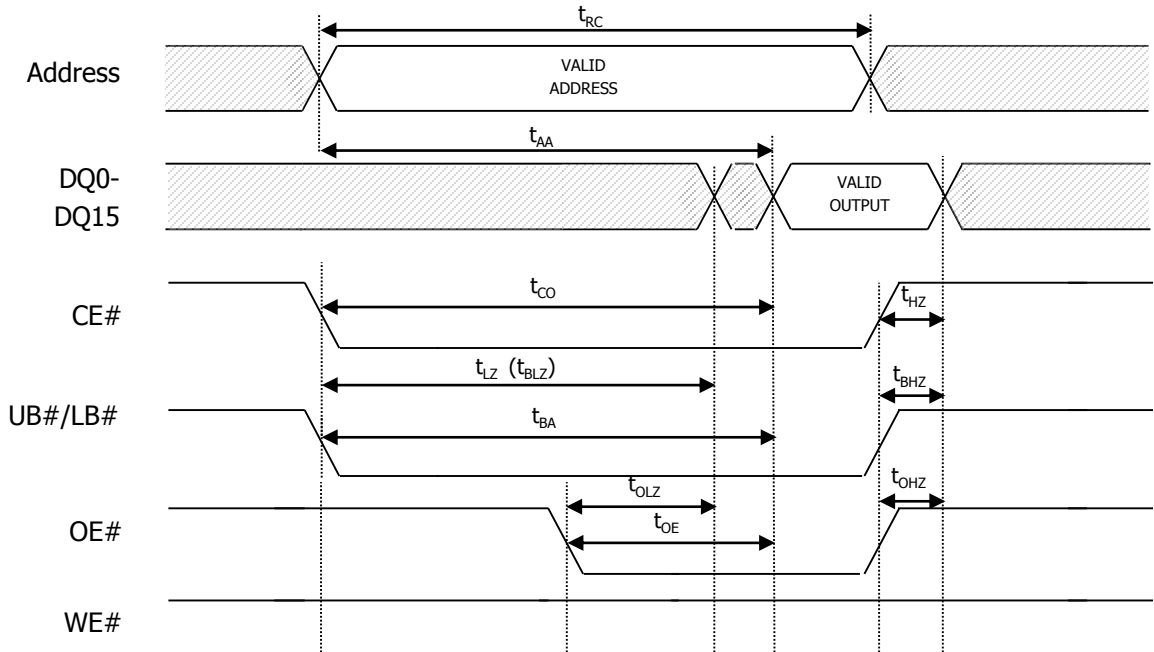 tRC
Address
VALID
ADDRESS
tAA
DQ0-
DQ15
VALID
OUTPUT
tCO
tHZ
CE#
tLZ (tBLZ)
tBHZ
UB#/LB#
tBA
tOLZ
tOHZ
OE#
tOE
WE#